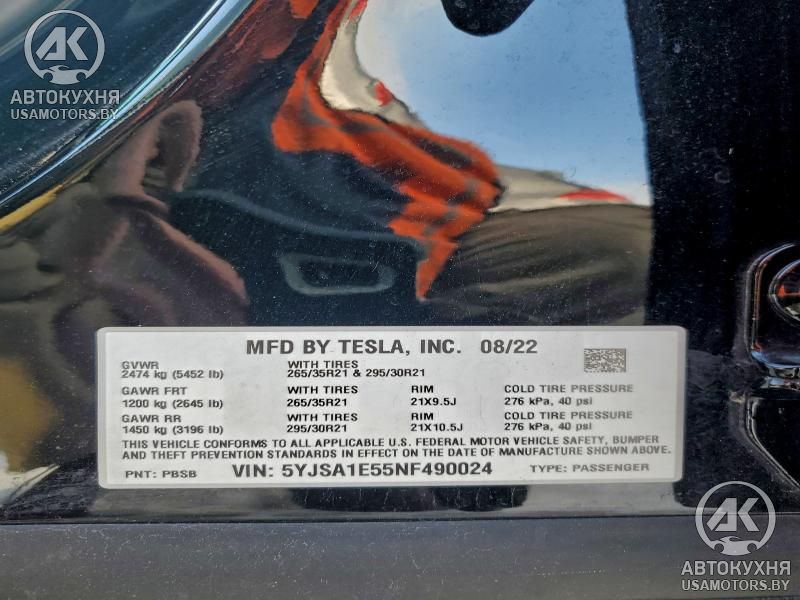 АК
АВТОКУХНЯ
USAMOTORS.BY
MFD BY TESLA, INC. 08/22
GVWR WITH TIRES
2474 kg (5452 lb) 265/35R21 & 295/30R21
GAWR FRT WITH TIRES RIM COLD TIRE PRESSURE
1200 kg (2645 lb) 265/35R21 21X9.5J 276 kPa, 40 psi
GAWR RR WITH TIRES RIM COLD TIRE PRESSURE
1450 kg (3196 lb) 295/30R21 21X10.5J 276 kPa, 40 psi
THIS VEHICLE CONFORMS TO ALL APPLICABLE U.S. FEDERAL MOTOR VEHICLE SAFETY, BUMPER
AND THEFT PREVENTION STANDARDS IN EFFECT ON THE DATE OF MANUFACTURE SHOWN ABOVE.
PNT: PBSB VIN: 5YJSA1E55NF490024 TYPE: PASSENGER
АК
АВТОКУХНЯ
USAMOTORS.BY